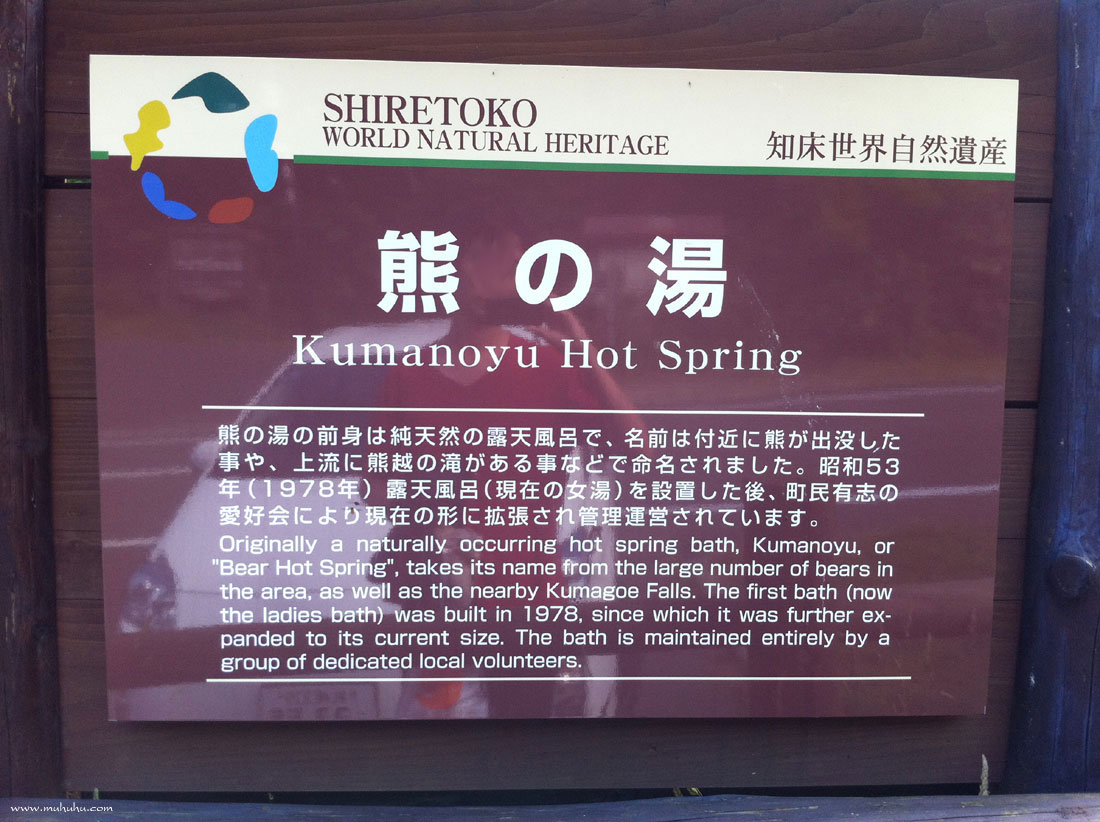 SHIRETOKO
WORLD NATURAL HERITAGE
知床世界自然遺産
熊の湯
Kumanoyu Hot Spring
熊の湯の前身は純天然の露天風呂で、名前は付近に熊が出没した
事や、上流に熊越の滝がある事などで命名されました。昭和53
年(1978年)露天風呂(現在の女湯)を設置した後、町民有志の
愛好会により現在の形に拡張され管理運営されています。
Originally a naturally occurring hot spring bath, Kumanoyu, or
"Bear Hot Spring", takes its name from the large number of bears in
the area, as well as the nearby Kumagoe Falls. The first bath (now
the ladies bath) was built in 1978, since which it was further ex-
panded to its current size. The bath is maintained entirely by a
group of dedicated local volunteers.
www.muhuhu.com